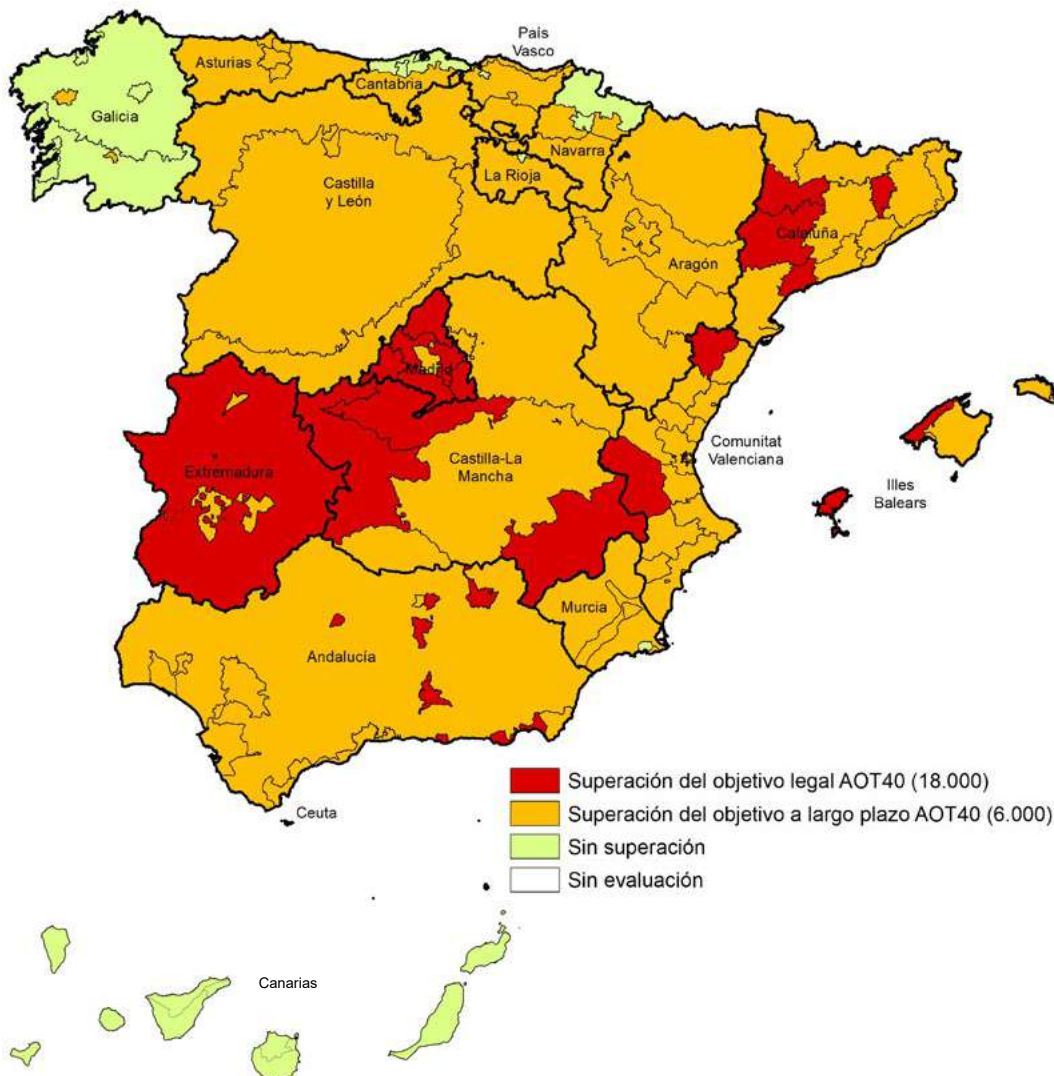 País
Vasco
Asturias
Cantabria
Galicia
Navarra
La Rioja
Castilla
y León
Cataluña
Aragón
Madrid
Comunitat
Valenciana
Extremadura
Castilla-La
Mancha
Illes
Balears
Murcia
Andalucía
Superación del objetivo legal AOT40 (18.000)
Superación del objetivo a largo plazo AOT40 (6.000)
Ceuta
Sin superación
Sin evaluación
Canarias